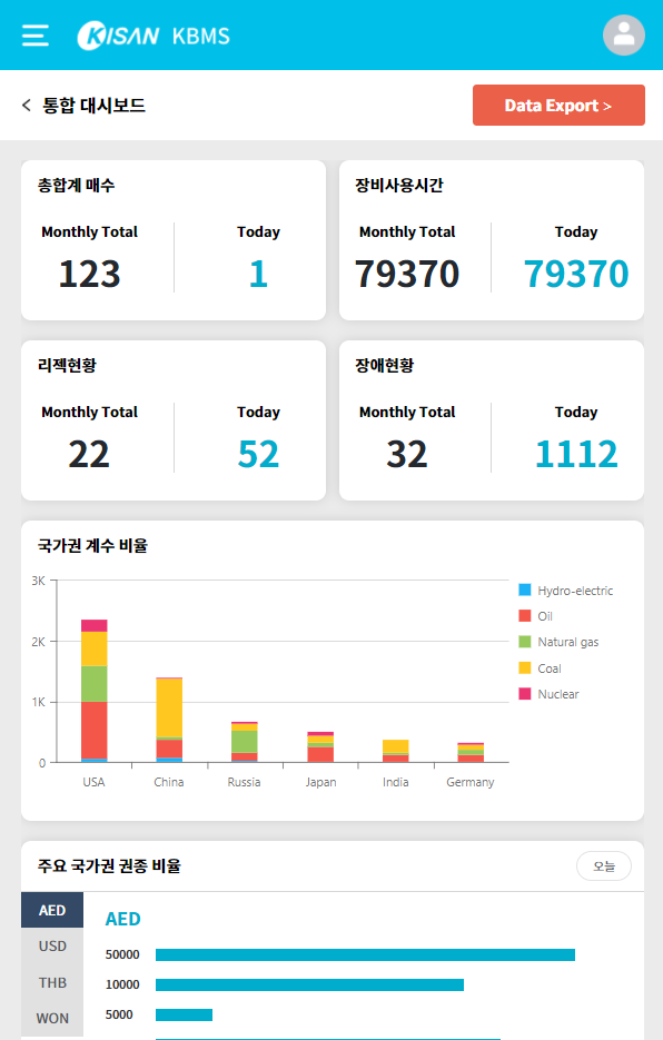 KISAN KBMS
< 통합 대시보드
Data Export >
총합계 매수
Monthly Total
Today
123
1
장비사용시간
Monthly Total
Today
79370
79370
리젝현황
Monthly Total
Today
22
52
장애현황
Monthly Total
Today
32
1112
국가권 계수 비율
3K
2K
1K
0
USA
China
Russia
Japan
India
Germany
Hydro-electric
Oil
Natural gas
Coal
Nuclear
주요 국가권 권종 비율
오늘
AED
USD
THB
WON
AED
50000
10000
5000